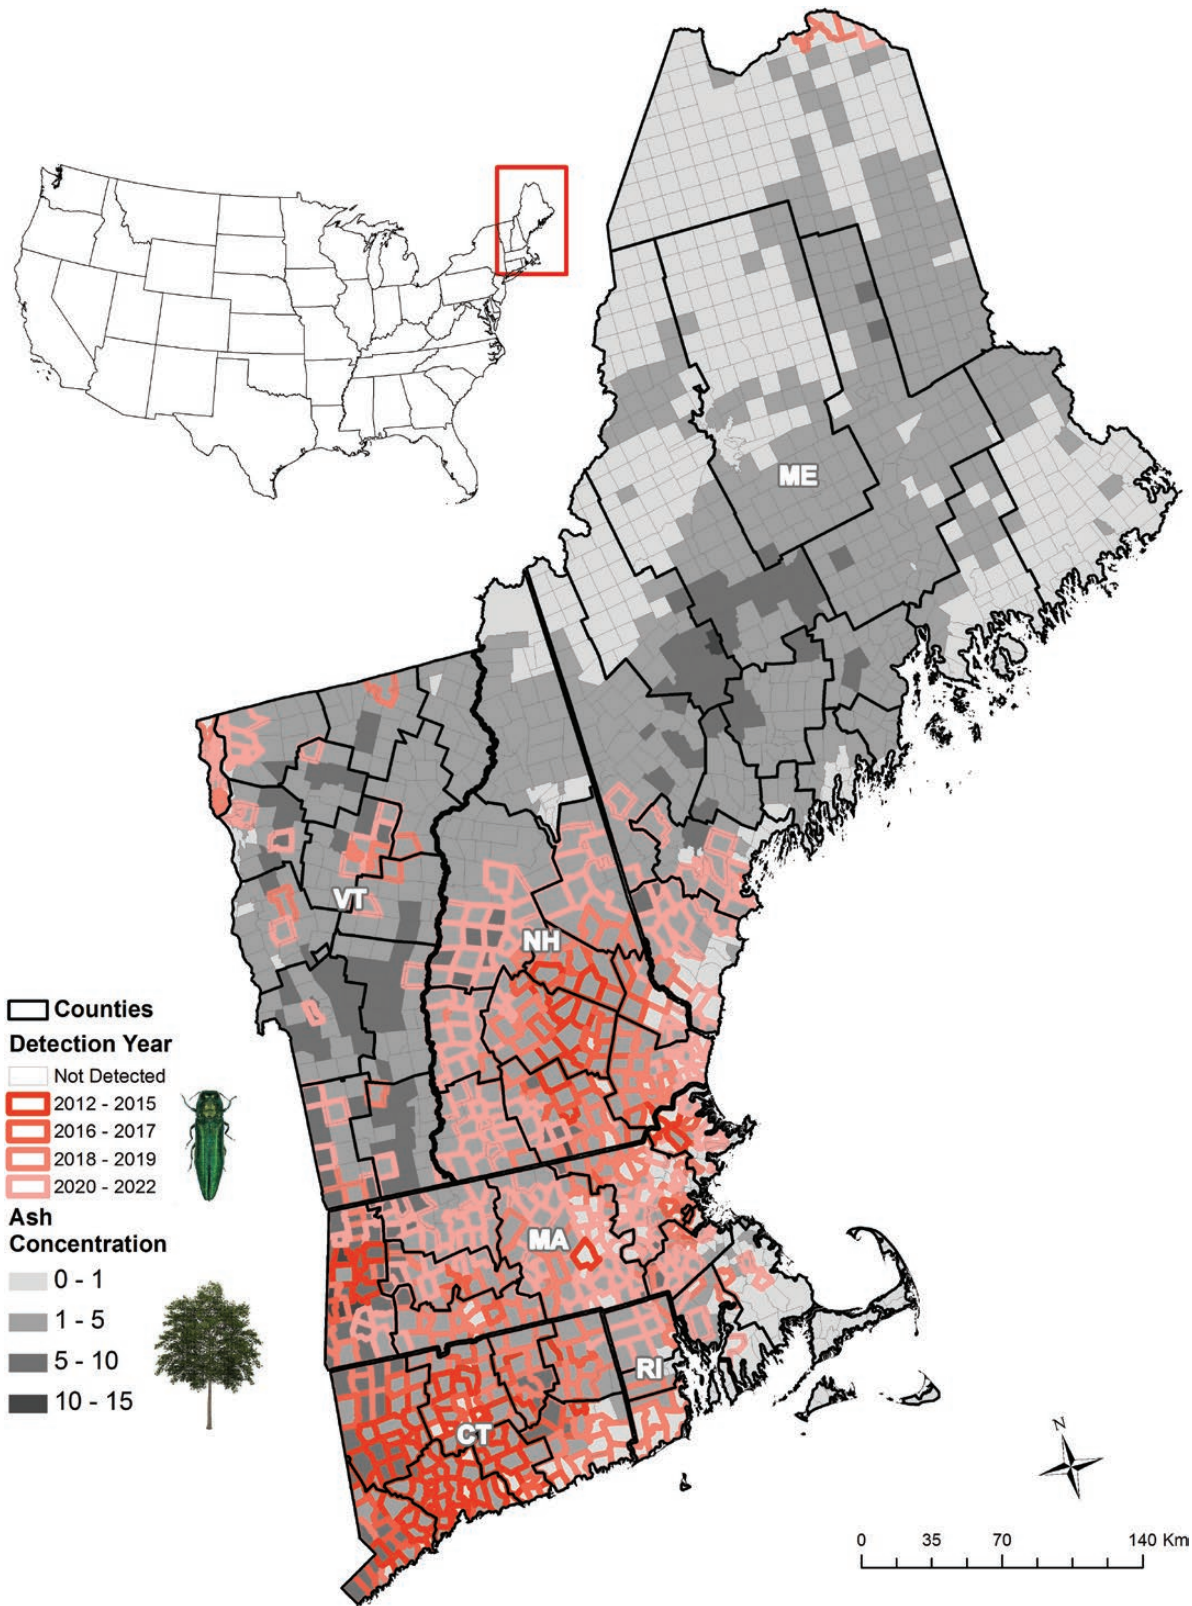 ME
VT
NH
Counties
Detection Year
Not Detected
2012 - 2015
2016 - 2017
2018 - 2019
2020 - 2022
Ash
Concentration
0 - 1
1 - 5
5 - 10
10 - 15
MA
RI
CT
N
0 35 70 140 Km